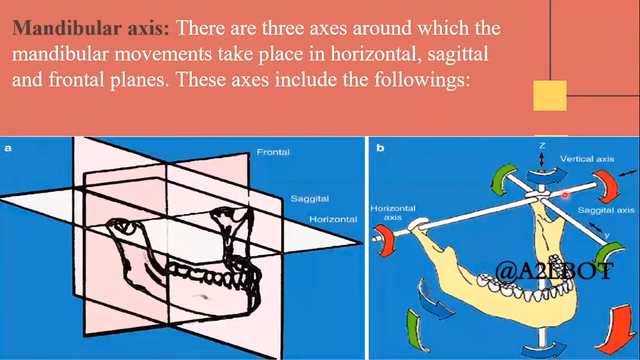 Mandibular axis: There are three axes around which the
mandibular movements take place in horizontal, sagittal
and frontal planes. These axes include the followings:
a
Frontal
Saggital
Horizontal
b
Z
Vertical axis
Horizontal
axis
Saggital axis
y
@A2LBOT